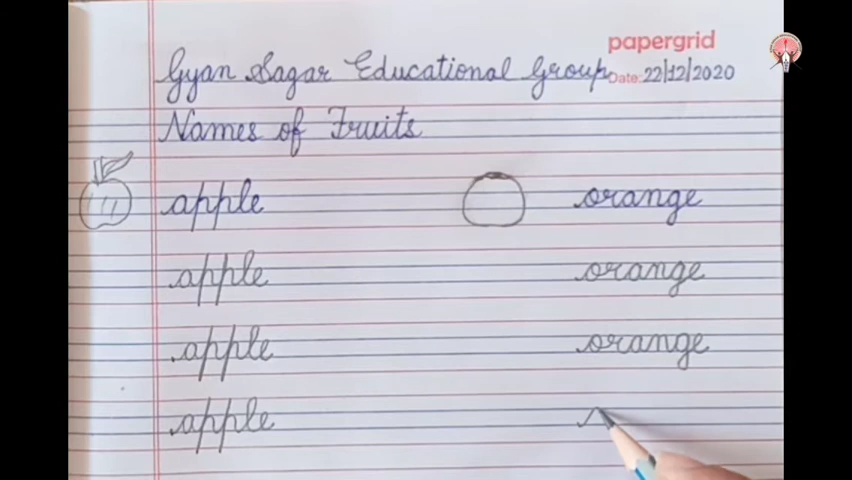 papergrid
Gyan Sagar Educational Group Date: 22/12/2020
Names of Fruits
apple orange
apple orange
apple orange
apple